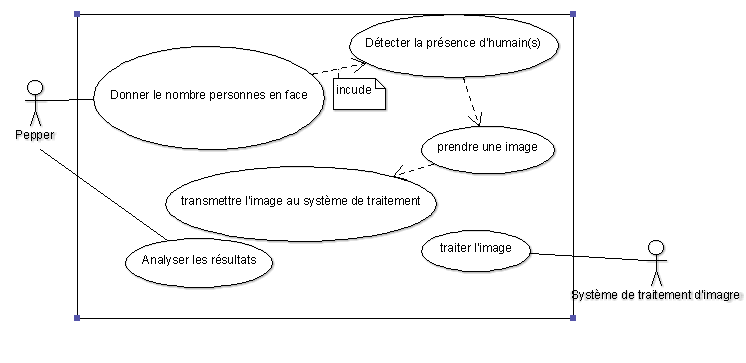 Détecter la présence d'humain(s)
incude
Donner le nombre personnes en face
Pepper
prendre une image
transmettre l'image au système de traitement
traiter l'image
Analyser les résultats
Système de traitement d'imagre